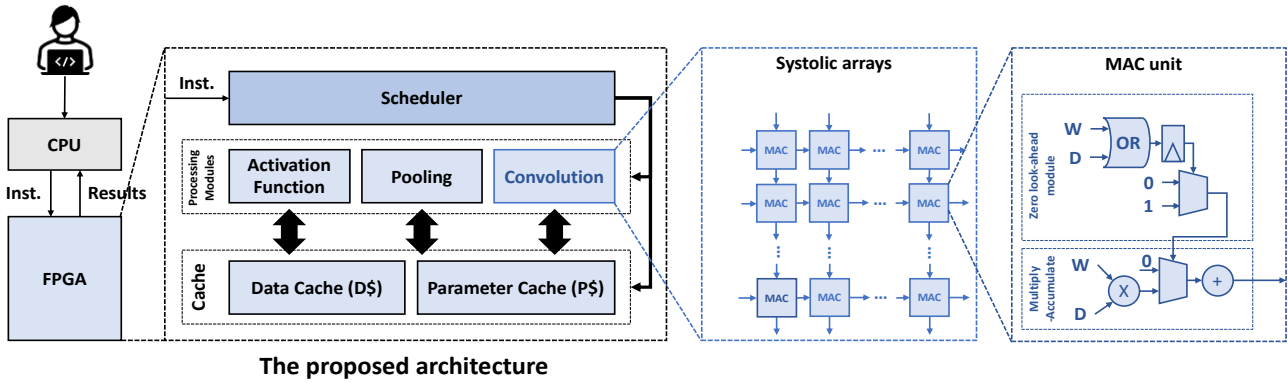 </>
CPU
Inst.
Results
FPGA
Inst.
Scheduler
Processing
Modules
Activation
Function
Pooling
Convolution
Cache
Data Cache (D$)
Parameter Cache (P$)
The proposed architecture
Systolic arrays
MAC MAC ... MAC
MAC MAC ... MAC
... ... ...
MAC MAC ... MAC
MAC unit
Zero look-ahead
module
W
D
OR
0
1
Multiply
-Accumulate
W
D
X
0
+